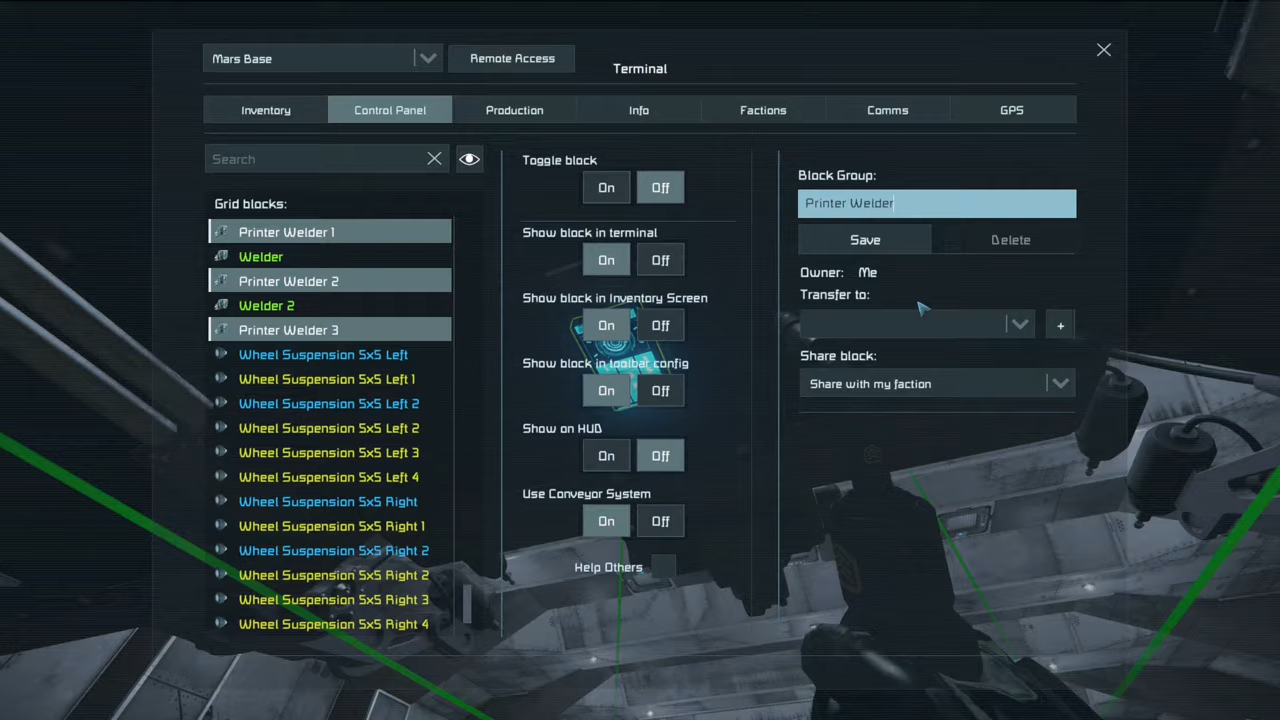 Mars Base
Remote Access
Terminal
Inventory
Control Panel
Production
Info
Factions
Comms
GPS
Search
Grid blocks:
Printer Welder 1
Welder
Printer Welder 2
Welder 2
Printer Welder 3
Wheel Suspension 5x5 Left
Wheel Suspension 5x5 Left 1
Wheel Suspension 5x5 Left 2
Wheel Suspension 5x5 Left 2
Wheel Suspension 5x5 Left 3
Wheel Suspension 5x5 Left 4
Wheel Suspension 5x5 Right
Wheel Suspension 5x5 Right 1
Wheel Suspension 5x5 Right 2
Wheel Suspension 5x5 Right 2
Wheel Suspension 5x5 Right 3
Wheel Suspension 5x5 Right 4
Toggle block
On Off
Show block in terminal
On Off
Show block in Inventory Screen
On Off
Show block in toolbar config
On Off
Show on HUD
On Off
Use Conveyor System
On Off
Help Others
Block Group:
Printer Welder
Save Delete
Owner: Me
Transfer to:
+
Share block:
Share with my faction